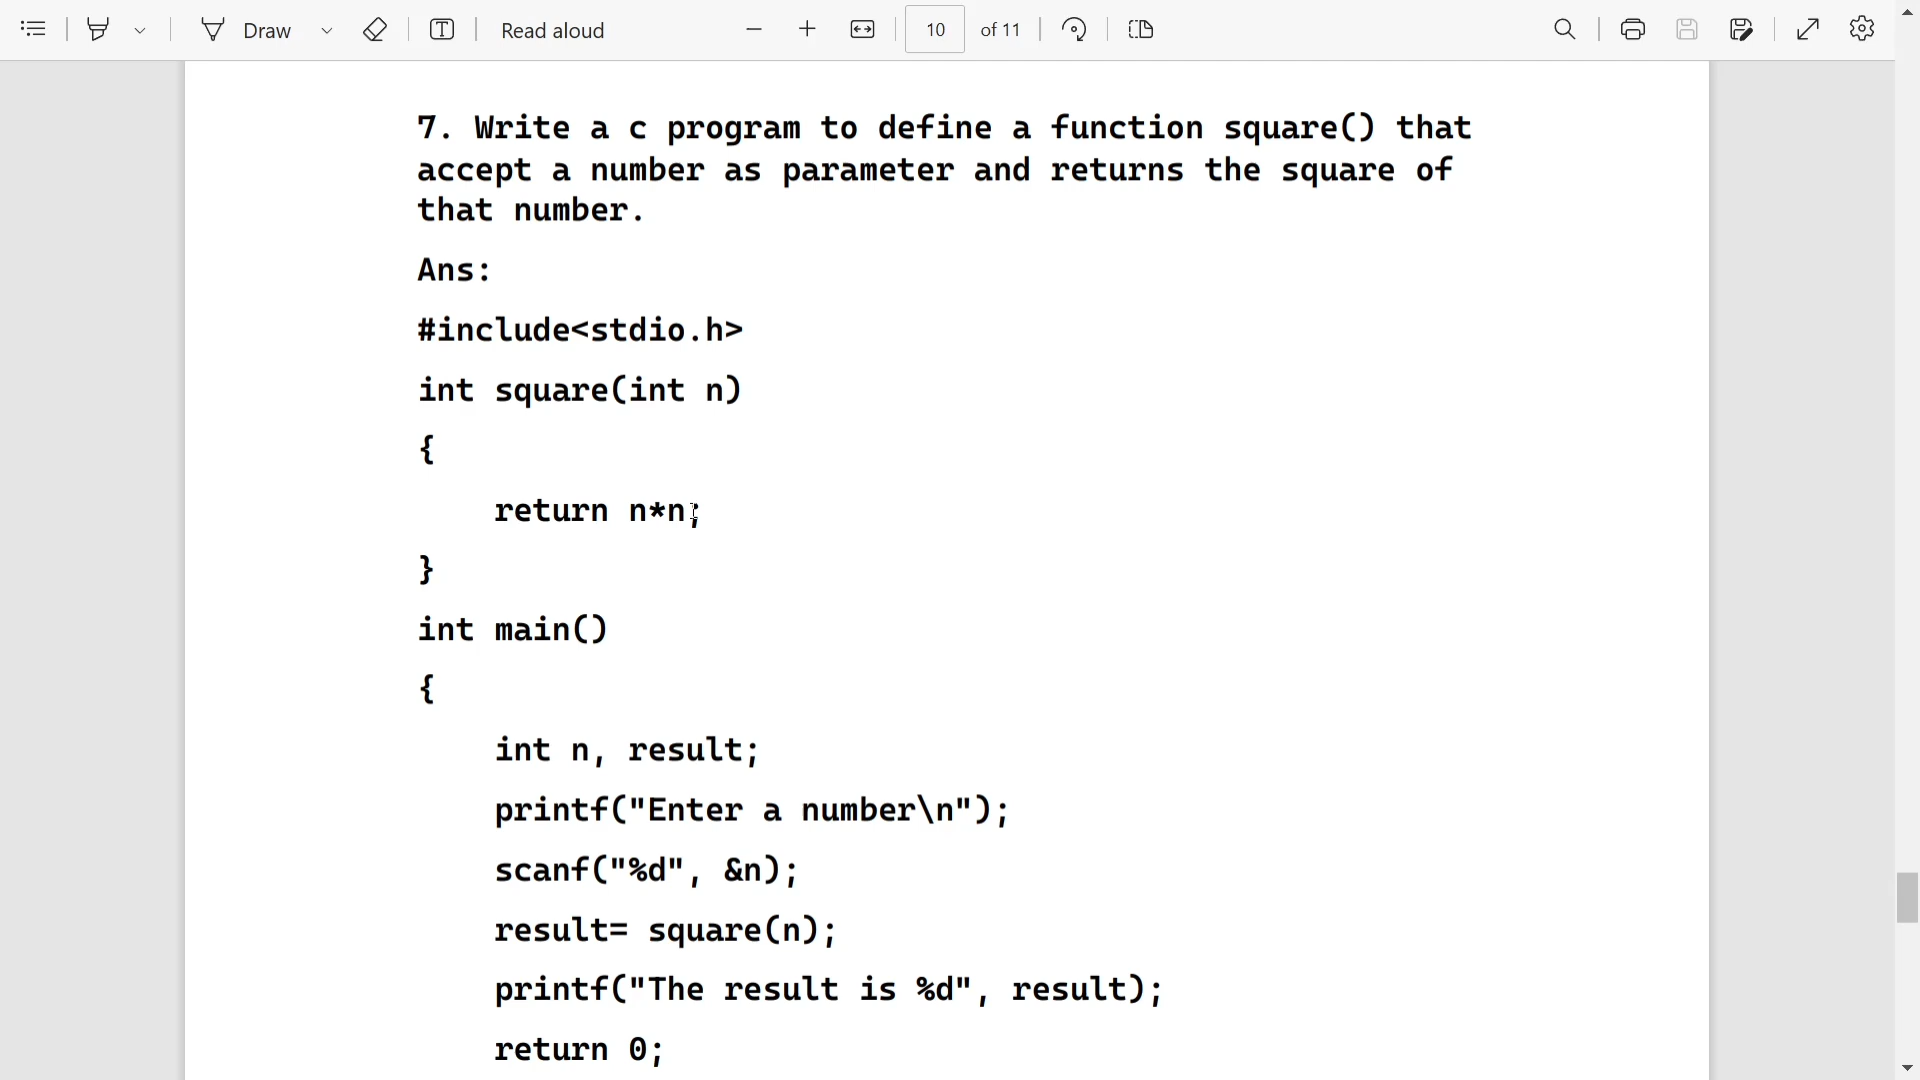 Draw
Read aloud
10 of 11
7. Write a c program to define a function square() that
accept a number as parameter and returns the square of
that number.
Ans:
#include<stdio.h>
int square(int n)
{
return n*n;
}
int main()
{
int n, result;
printf("Enter a number\n");
scanf("%d", &n);
result= square(n);
printf("The result is %d", result);
return 0;